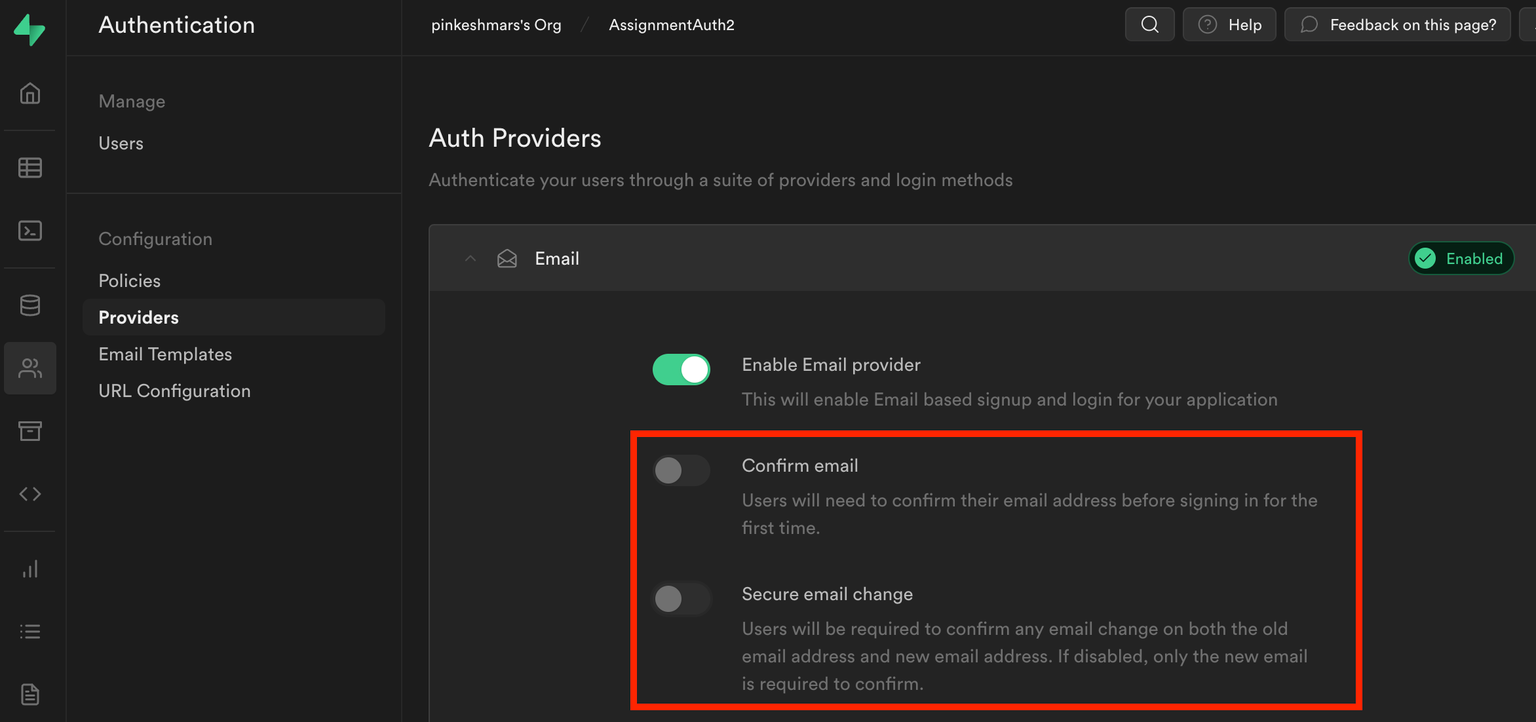 Authentication
pinkeshmars's Org / AssignmentAuth2
Help
Feedback on this page?
Manage
Users
Configuration
Policies
Providers
Email Templates
URL Configuration
Auth Providers
Authenticate your users through a suite of providers and login methods
Email
Enabled
Enable Email provider
This will enable Email based signup and login for your application
Confirm email
Users will need to confirm their email address before signing in for the
first time.
Secure email change
Users will be required to confirm any email change on both the old
email address and new email address. If disabled, only the new email
is required to confirm.